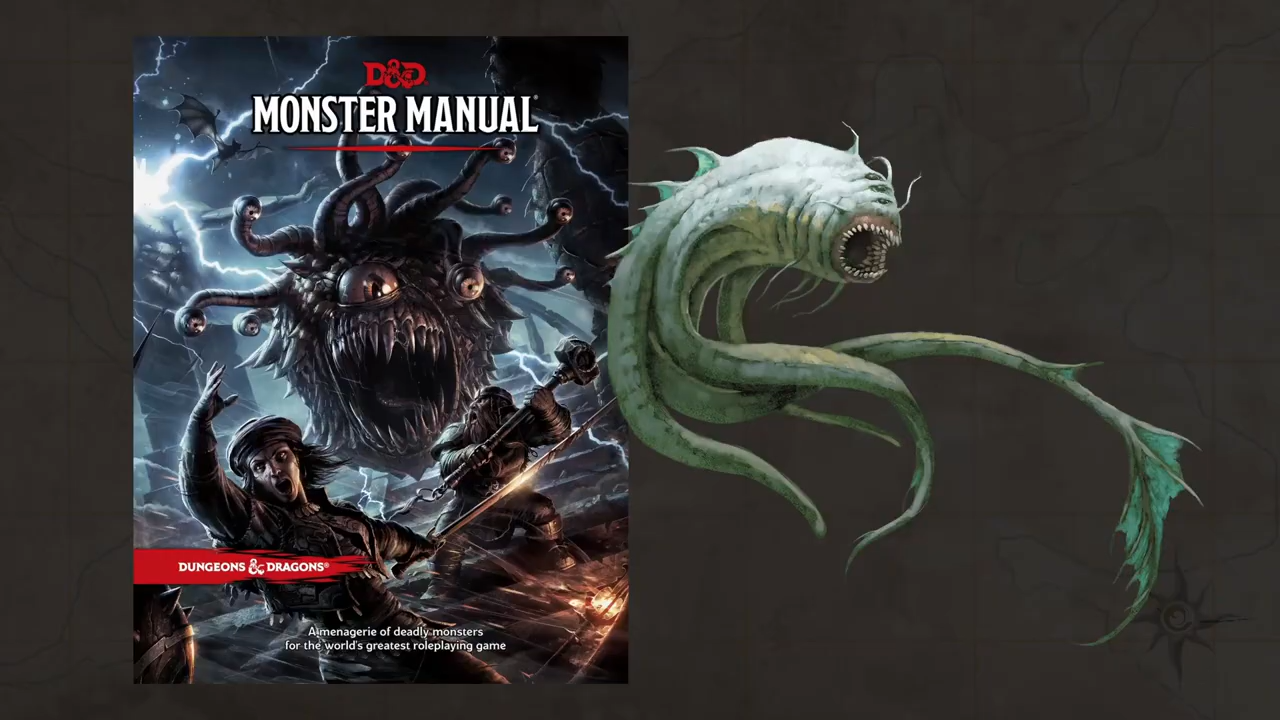 D&D
MONSTER MANUAL®
DUNGEONS & DRAGONS®
A menagerie of deadly monsters
for the world's greatest roleplaying game